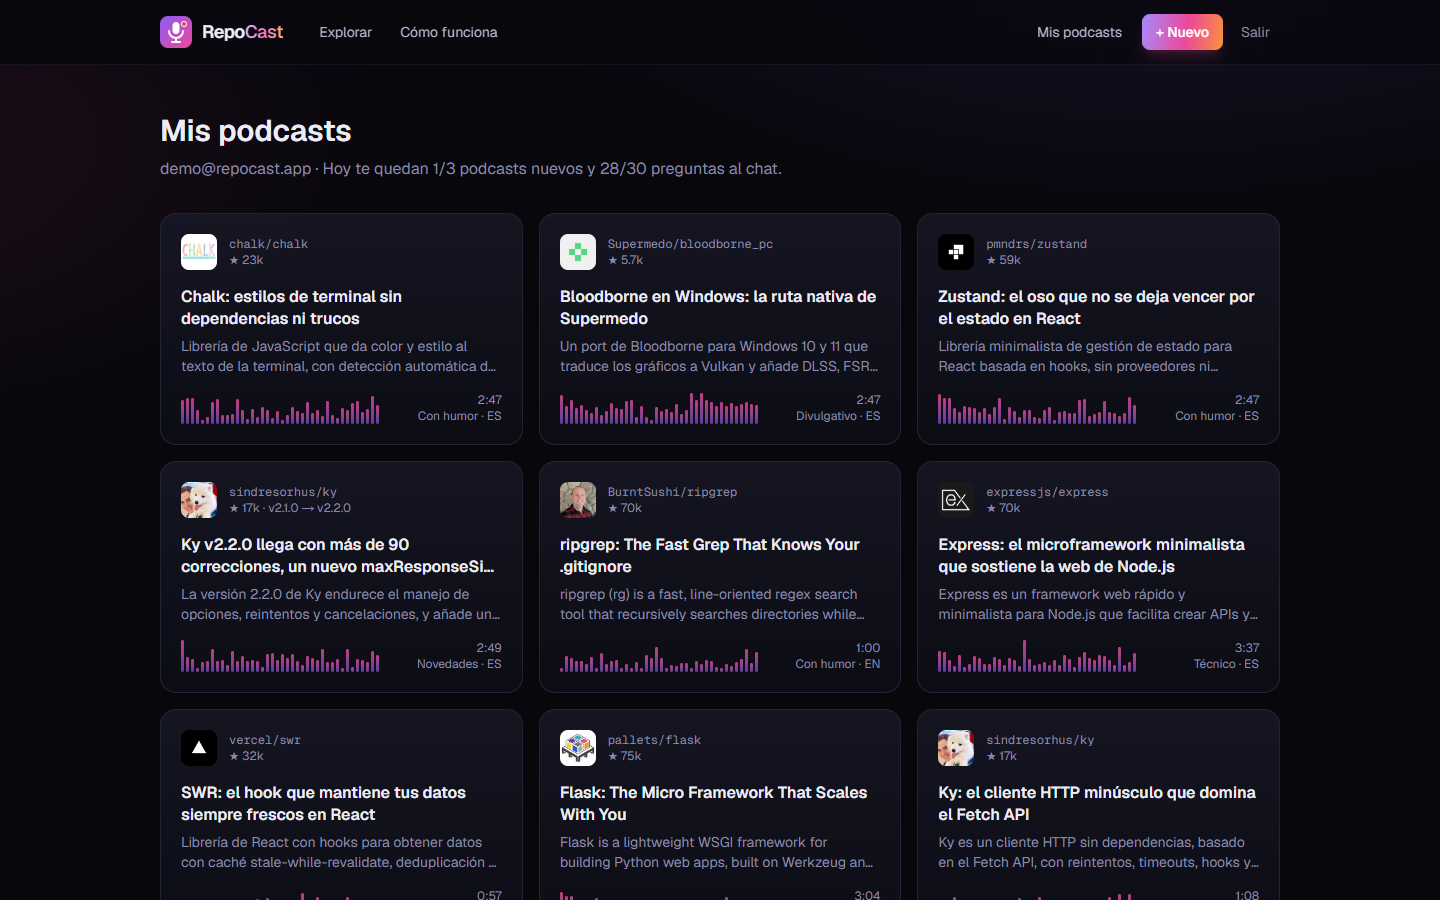 RepoCast
Explorar
Cómo funciona
Mis podcasts
+ Nuevo
Salir
Mis podcasts
demo@repocast.app · Hoy te quedan 1/3 podcasts nuevos y 28/30 preguntas al chat.
CHALK
chalk/chalk
★ 23k
Chalk: estilos de terminal sin
dependencias ni trucos
Librería de JavaScript que da color y estilo al
texto de la terminal, con detección automática d…
2:47
Con humor · ES
Supermedo/bloodborne_pc
★ 5.7k
Bloodborne en Windows: la ruta nativa de
Supermedo
Un port de Bloodborne para Windows 10 y 11 que
traduce los gráficos a Vulkan y añade DLSS, FSR…
2:47
Divulgativo · ES
pmndrs/zustand
★ 59k
Zustand: el oso que no se deja vencer por
el estado en React
Librería minimalista de gestión de estado para
React basada en hooks, sin proveedores ni…
2:47
Con humor · ES
sindresorhus/ky
★ 17k · v2.1.0 → v2.2.0
Ky v2.2.0 llega con más de 90
correcciones, un nuevo maxResponseSi…
La versión 2.2.0 de Ky endurece el manejo de
opciones, reintentos y cancelaciones, y añade un…
2:49
Novedades · ES
BurntSushi/ripgrep
★ 70k
ripgrep: The Fast Grep That Knows Your
.gitignore
ripgrep (rg) is a fast, line-oriented regex search
tool that recursively searches directories while…
1:00
Con humor · EN
ex
expressjs/express
★ 70k
Express: el microframework minimalista
que sostiene la web de Node.js
Express es un framework web rápido y
minimalista para Node.js que facilita crear APIs y…
3:37
Técnico · ES
vercel/swr
★ 32k
SWR: el hook que mantiene tus datos
siempre frescos en React
Librería de React con hooks para obtener datos
con caché stale-while-revalidate, deduplicación …
0:57
pallets/flask
★ 75k
Flask: The Micro Framework That Scales
With You
Flask is a lightweight WSGI framework for
building Python web apps, built on Werkzeug an…
3:04
sindresorhus/ky
★ 17k
Ky: el cliente HTTP minúsculo que domina
el Fetch API
Ky es un cliente HTTP sin dependencias, basado
en el Fetch API, con reintentos, timeouts, hooks y…
1:08